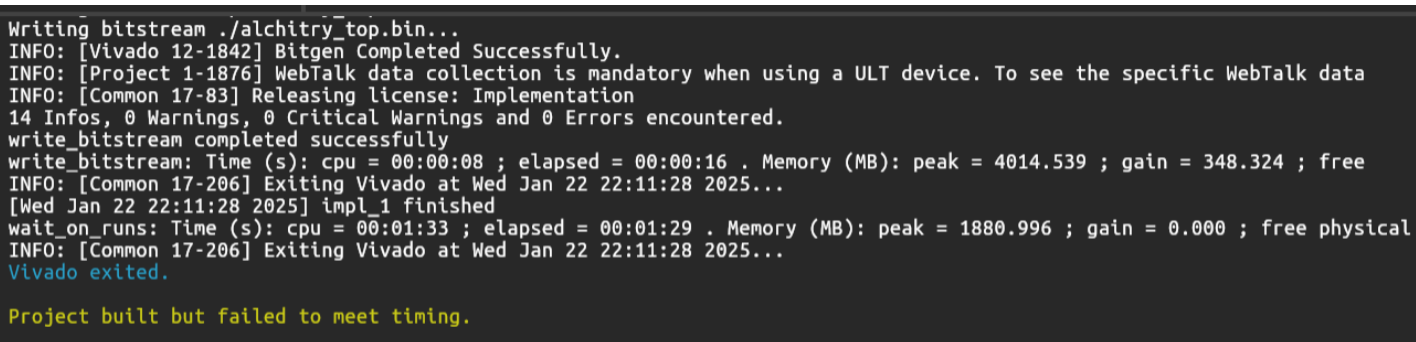 Writing bitstream ./alchitry_top.bin...
INFO: [Vivado 12-1842] Bitgen Completed Successfully.
INFO: [Project 1-1876] WebTalk data collection is mandatory when using a ULT device. To see the specific WebTalk data
INFO: [Common 17-83] Releasing license: Implementation
14 Infos, 0 Warnings, 0 Critical Warnings and 0 Errors encountered.
write_bitstream completed successfully
write_bitstream: Time (s): cpu = 00:00:08 ; elapsed = 00:00:16 . Memory (MB): peak = 4014.539 ; gain = 348.324 ; free
INFO: [Common 17-206] Exiting Vivado at Wed Jan 22 22:11:28 2025...
[Wed Jan 22 22:11:28 2025] impl_1 finished
wait_on_runs: Time (s): cpu = 00:01:33 ; elapsed = 00:01:29 . Memory (MB): peak = 1880.996 ; gain = 0.000 ; free physical
INFO: [Common 17-206] Exiting Vivado at Wed Jan 22 22:11:28 2025...
Vivado exited.
Project built but failed to meet timing.